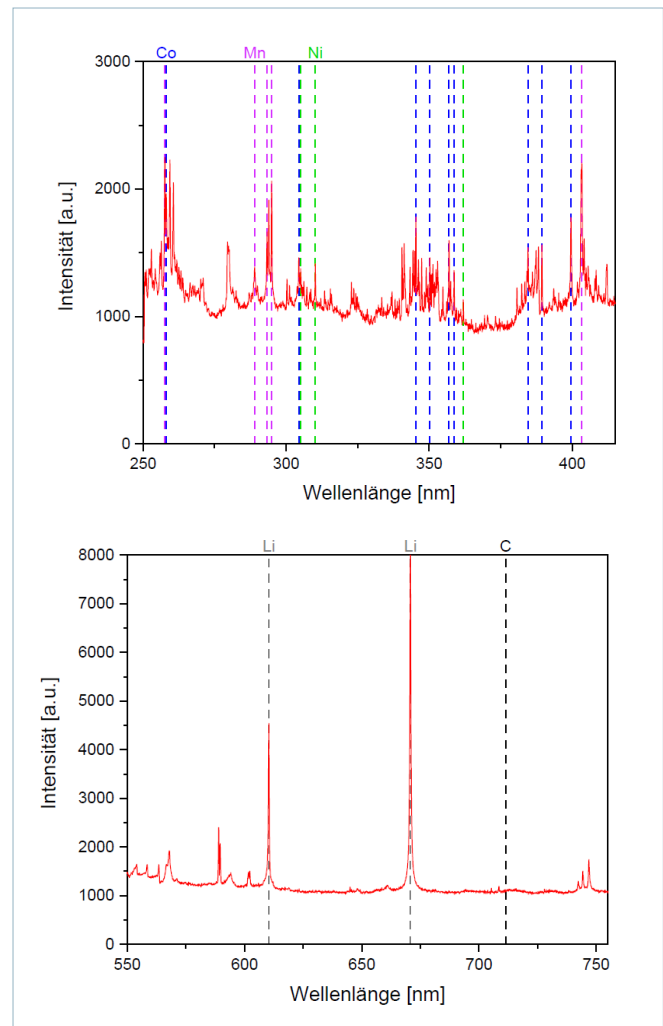 Co Mn Ni
3000
2000
1000
0
Intensität [a.u.]
250 300 350 400
Wellenlänge [nm]
Li Li C
8000
7000
6000
5000
4000
3000
2000
1000
0
Intensität [a.u.]
550 600 650 700 750
Wellenlänge [nm]